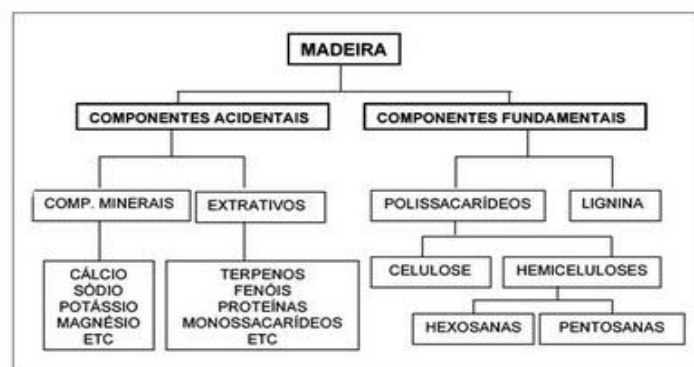 MADEIRA
COMPONENTES ACIDENTAIS
COMPONENTES FUNDAMENTAIS
COMP. MINERAIS
EXTRATIVOS
POLISSACARÍDEOS
LIGNINA
CÁLCIO
SÓDIO
POTÁSSIO
MAGNÉSIO
ETC
TERPENOS
FENÓIS
PROTEÍNAS
MONOSSACARÍDEOS
ETC
CELULOSE
HEMICELULOSES
HEXOSANAS
PENTOSANAS